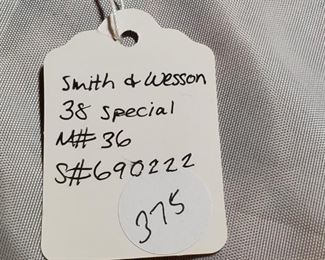 Smith & Wesson
38 Special
M# 36
S# 690222
375